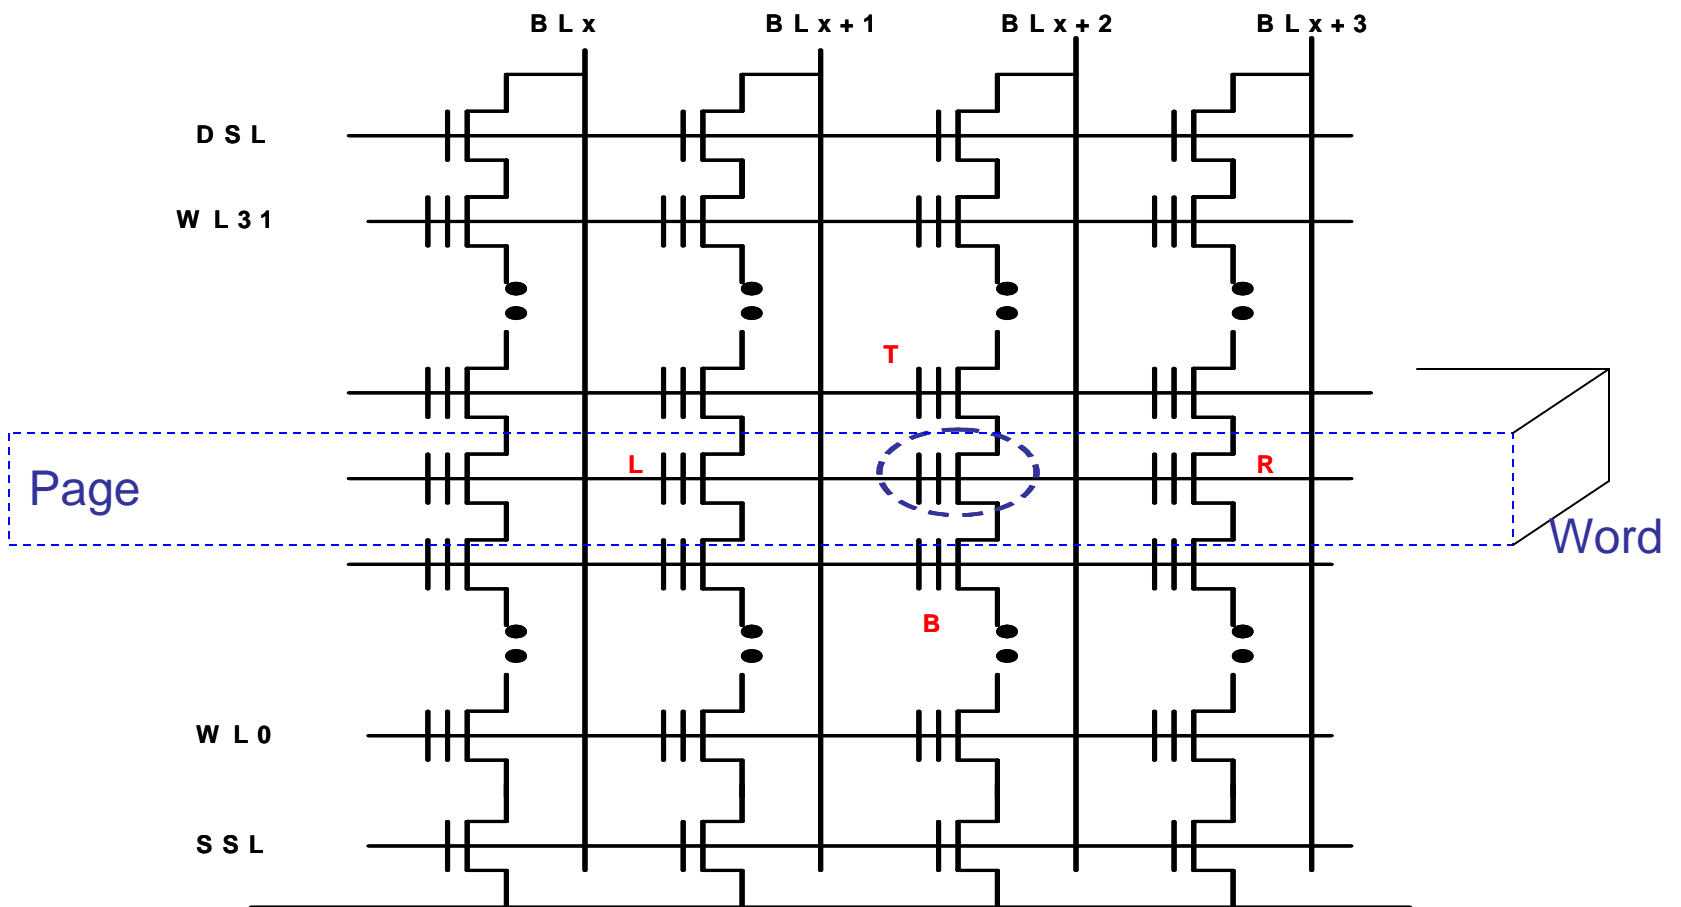 BLx BLx+1 BLx+2 BLx+3
DSL
WL31
T
L R
Page
Word
B
WL0
SSL